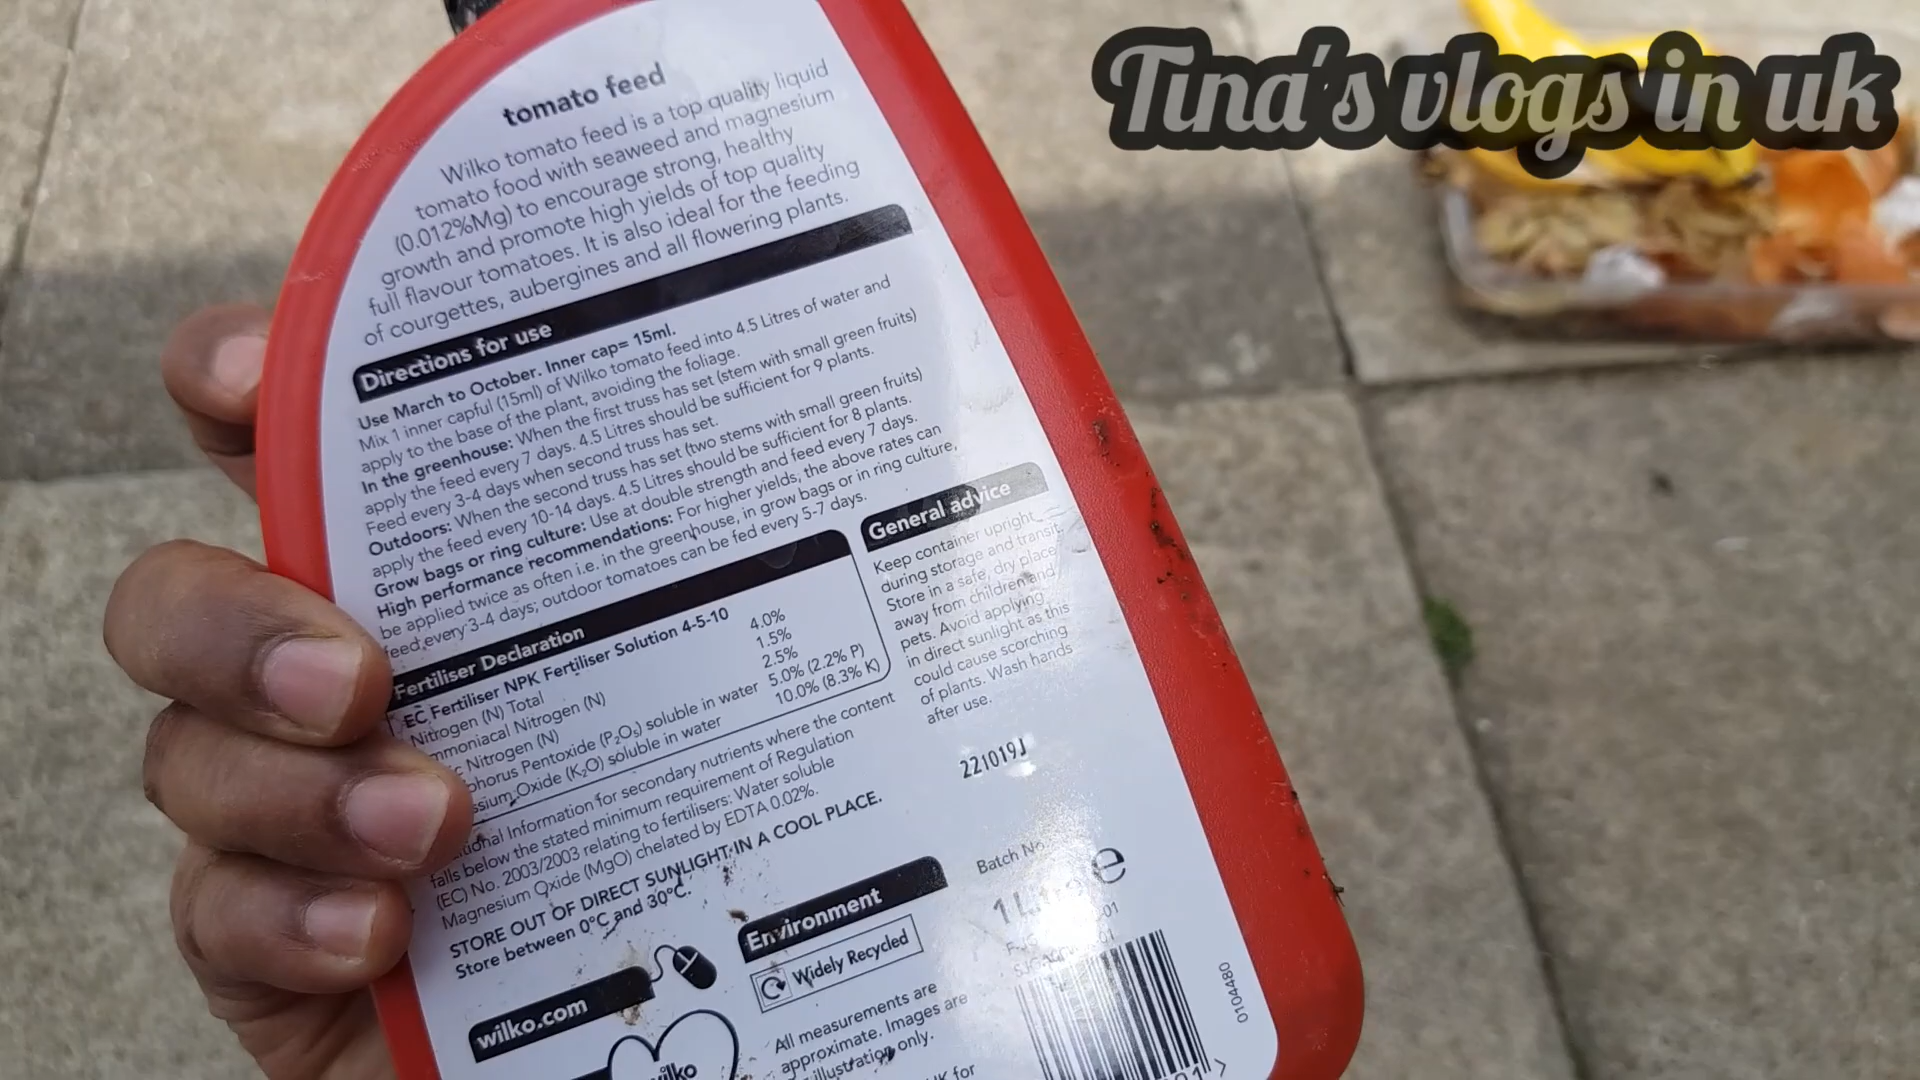 Tina's vlogs in uk
tomato feed
Wilko tomato feed is a top quality liquid
tomato food with seaweed and magnesium
(0.012%Mg) to encourage strong, healthy
growth and promote high yields of top quality
full flavour tomatoes. It is also ideal for the feeding
of courgettes, aubergines and all flowering plants.
Directions for use
Use March to October. Inner cap= 15ml.
Mix 1 inner capful (15ml) of Wilko tomato feed into 4.5 Litres of water and
apply to the base of the plant, avoiding the foliage.
In the greenhouse: When the first truss has set (stem with small green fruits)
apply the feed every 7 days. 4.5 Litres should be sufficient for 9 plants.
Feed every 3-4 days when second truss has set.
Outdoors: When the second truss has set (two stems with small green fruits)
apply the feed every 10-14 days. 4.5 Litres should be sufficient for 8 plants.
Grow bags or ring culture: Use at double strength and feed every 7 days.
High performance recommendations: For higher yields, the above rates can
be applied twice as often i.e. in the greenhouse, in grow bags or in ring culture,
feed every 3-4 days; outdoor tomatoes can be fed every 5-7 days.
Fertiliser Declaration
EC Fertiliser NPK Fertiliser Solution 4-5-10
Nitrogen (N) Total 4.0%
Nitrogen (N) 1.5%
Nitrogen (N) 2.5%
Pentoxide (P₂O₅) soluble in water 5.0% (2.2% P)
Oxide (K₂O) soluble in water 10.0% (8.3% K)
Information for secondary nutrients where the content
falls below the stated minimum requirement of Regulation
(EC) No. 2003/2003 relating to fertilisers: Water soluble
Magnesium Oxide (MgO) chelated by EDTA 0.02%.
STORE OUT OF DIRECT SUNLIGHT IN A COOL PLACE.
Store between 0°C and 30°C.
General advice
Keep container upright
during storage and transit
Store in a safe, dry place
away from children and
pets. Avoid applying
in direct sunlight as this
could cause scorching
of plants. Wash hands
after use.
221019J
Batch No
℮
Environment
Widely Recycled
wilko.com
wilko
All measurements are
approximate. Images are
illustration only.
UK for
0104480